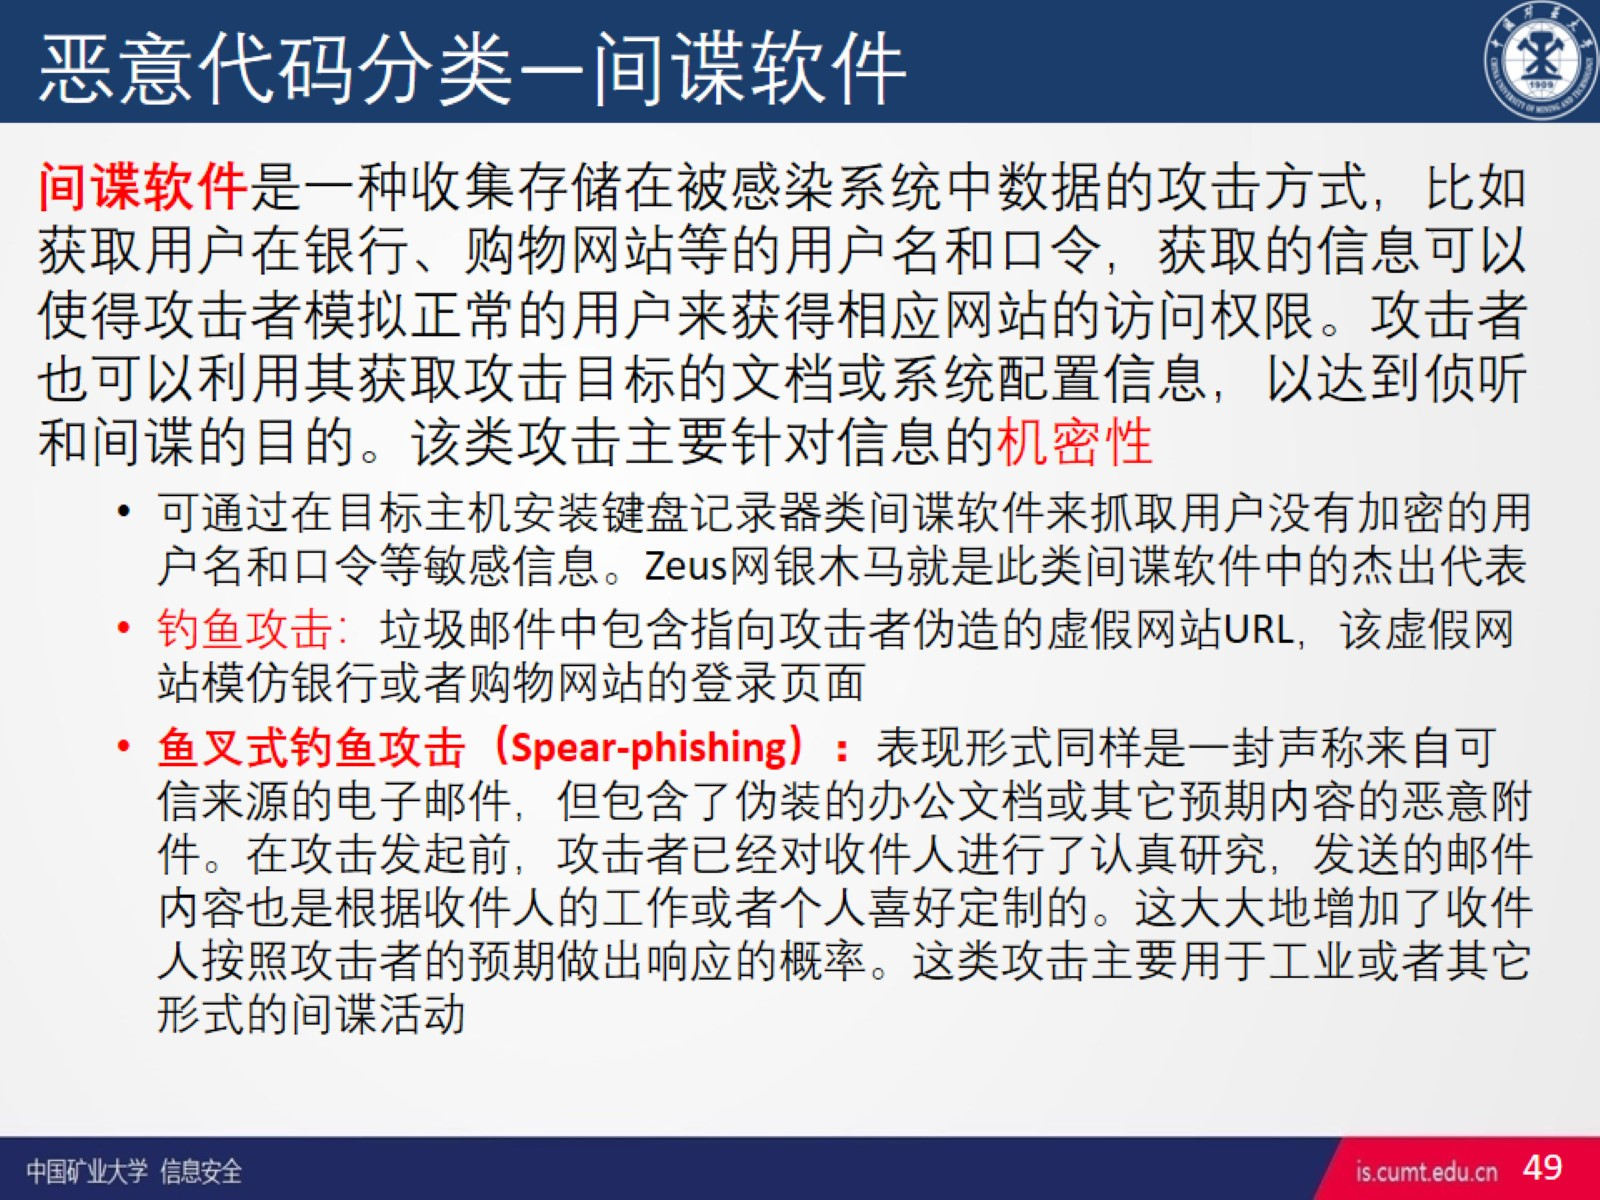 恶意代码分类—间谍软件
间谍软件是一种收集存储在被感染系统中数据的攻击方式，比如
获取用户在银行、购物网站等的用户名和口令，获取的信息可以
使得攻击者模拟正常的用户来获得相应网站的访问权限。攻击者
也可以利用其获取攻击目标的文档或系统配置信息，以达到侦听
和间谍的目的。该类攻击主要针对信息的机密性
• 可通过在目标主机安装键盘记录器类间谍软件来抓取用户没有加密的用
户名和口令等敏感信息。Zeus网银木马就是此类间谍软件中的杰出代表
• 钓鱼攻击：垃圾邮件中包含指向攻击者伪造的虚假网站URL，该虚假网
站模仿银行或者购物网站的登录页面
• 鱼叉式钓鱼攻击（Spear-phishing）：表现形式同样是一封声称来自可
信来源的电子邮件，但包含了伪装的办公文档或其它预期内容的恶意附
件。在攻击发起前，攻击者已经对收件人进行了认真研究，发送的邮件
内容也是根据收件人的工作或者个人喜好定制的。这大大地增加了收件
人按照攻击者的预期做出响应的概率。这类攻击主要用于工业或者其它
形式的间谍活动
中国矿业大学 信息安全
is.cumt.edu.cn 49
中国矿业大学
CHINA UNIVERSITY OF MINING AND TECHNOLOGY
1909